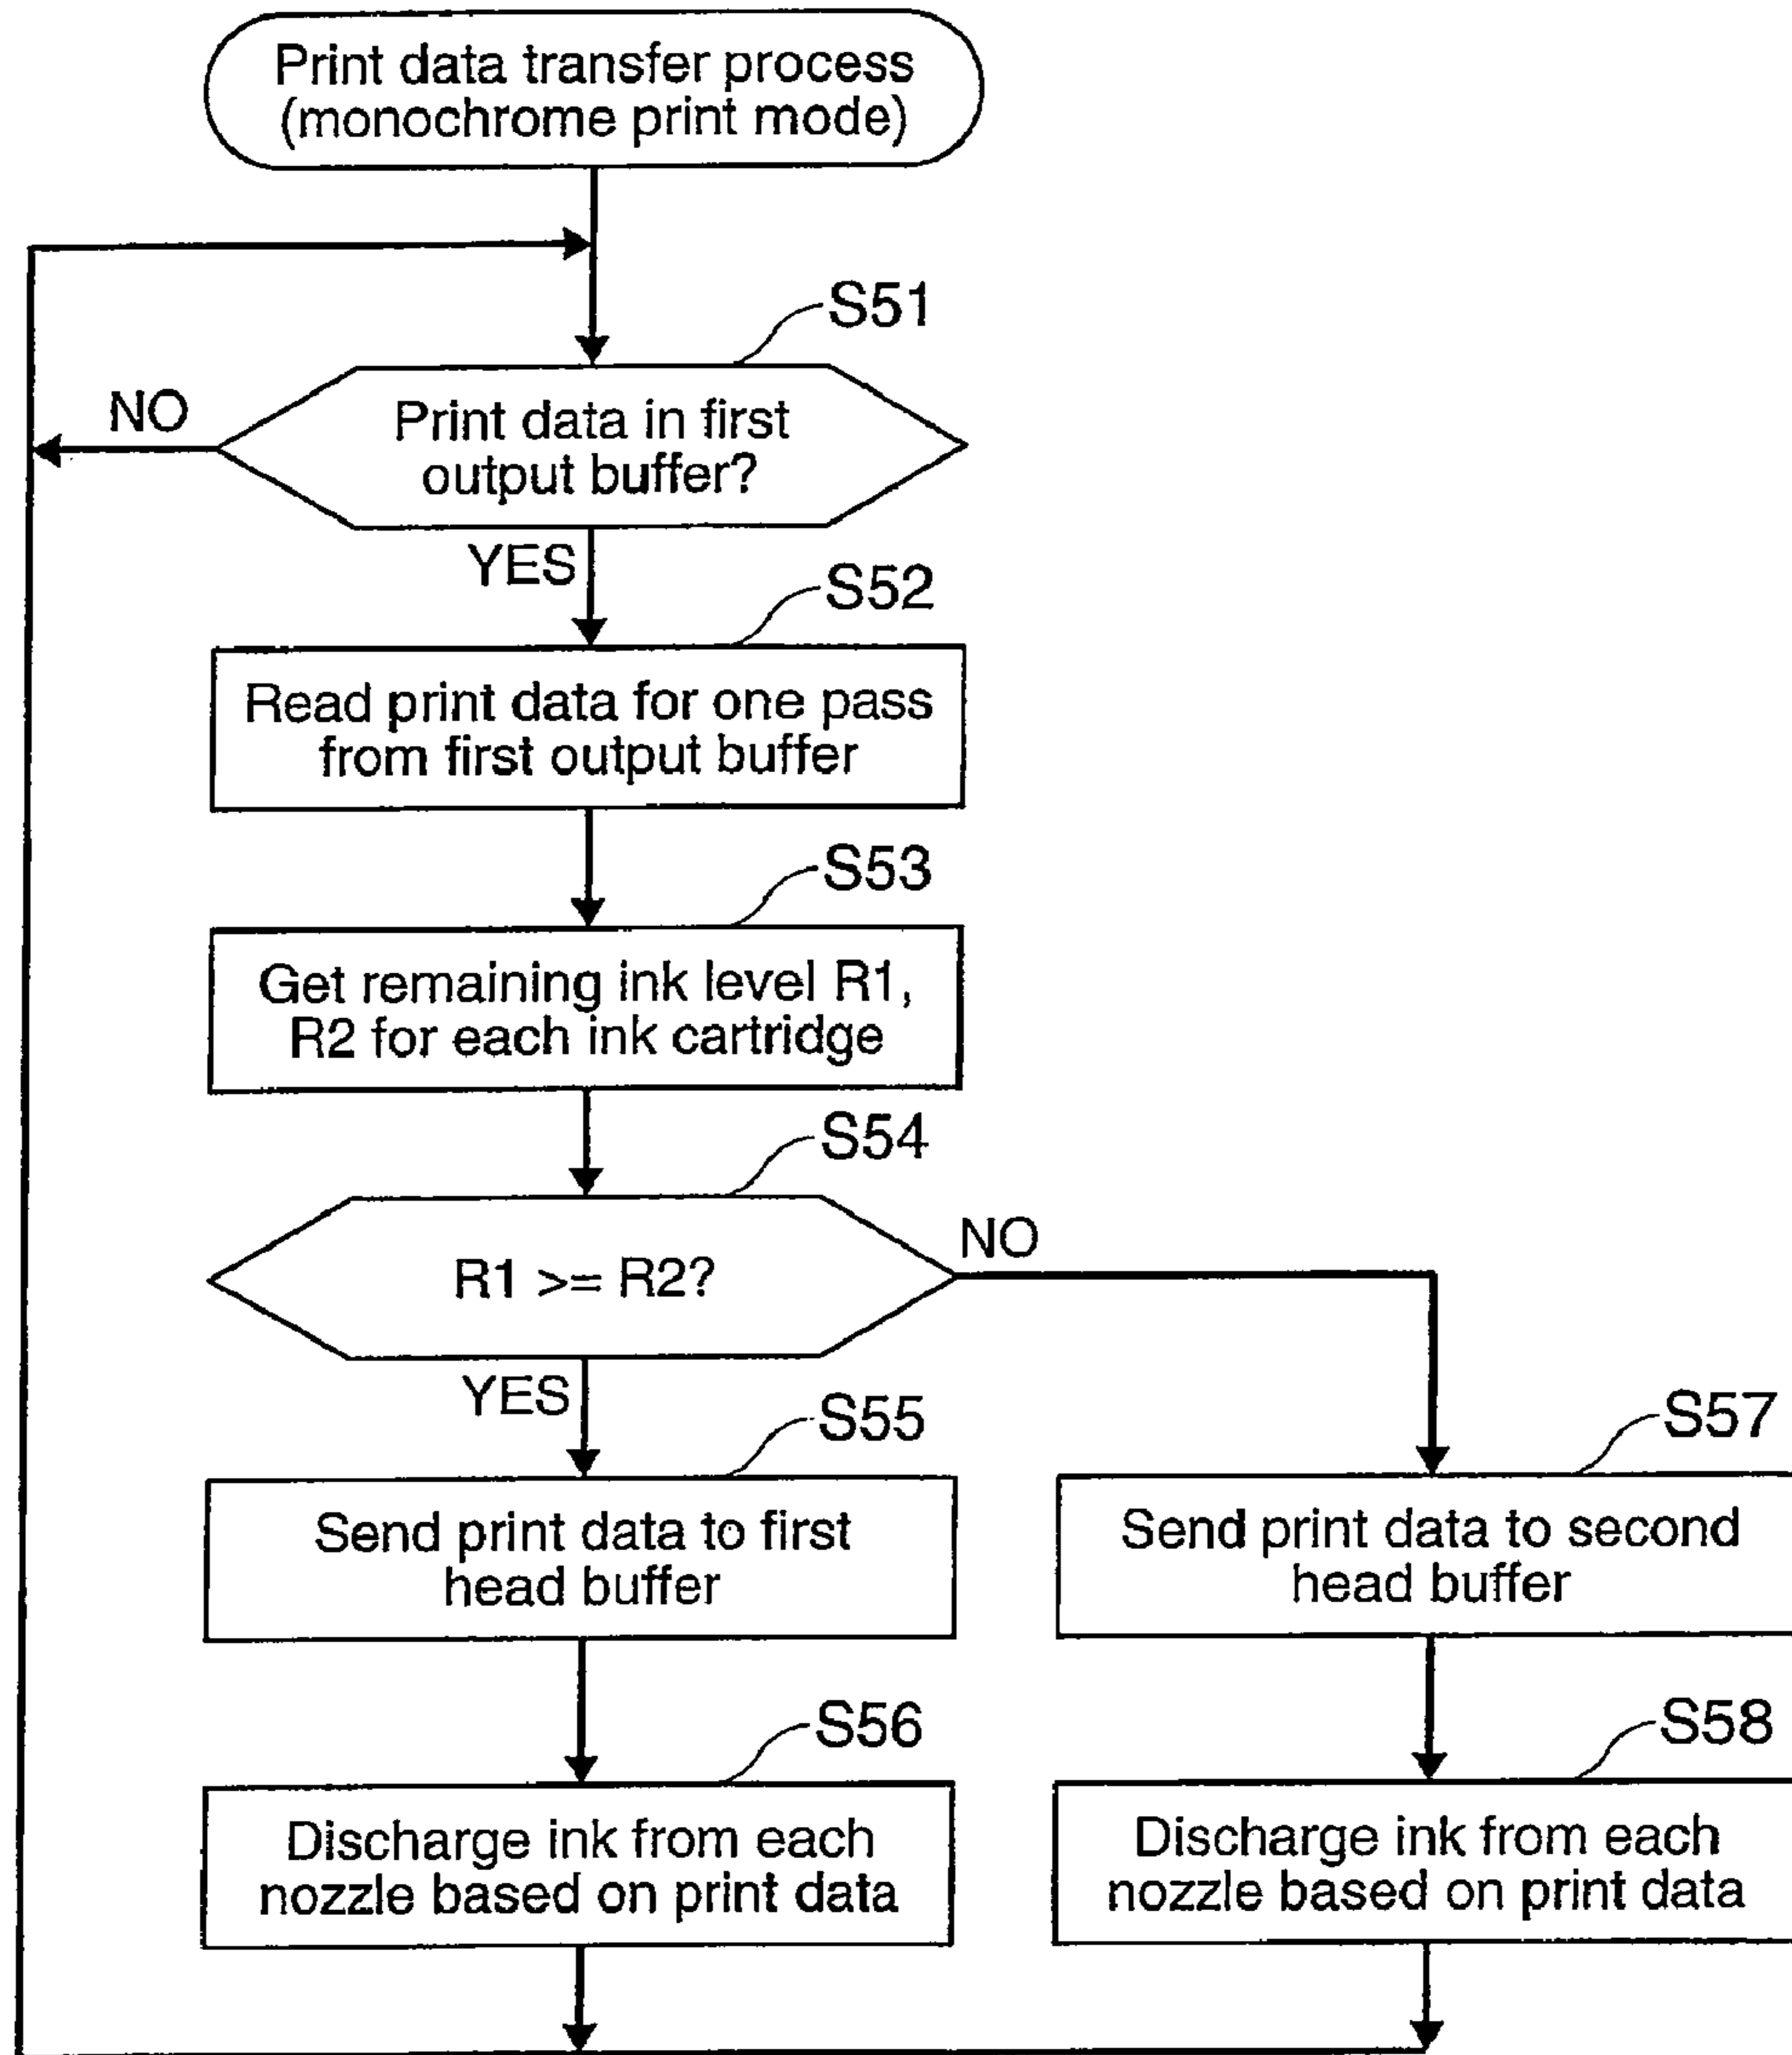 Print data transfer process
(monochrome print mode)
S51
NO
Print data in first
output buffer?
YES
S52
Read print data for one pass
from first output buffer
S53
Get remaining ink level R1,
R2 for each ink cartridge
S54
R1 >= R2?
NO
YES
S55
S57
Send print data to first
head buffer
Send print data to second
head buffer
S56
S58
Discharge ink from each
nozzle based on print data
Discharge ink from each
nozzle based on print data